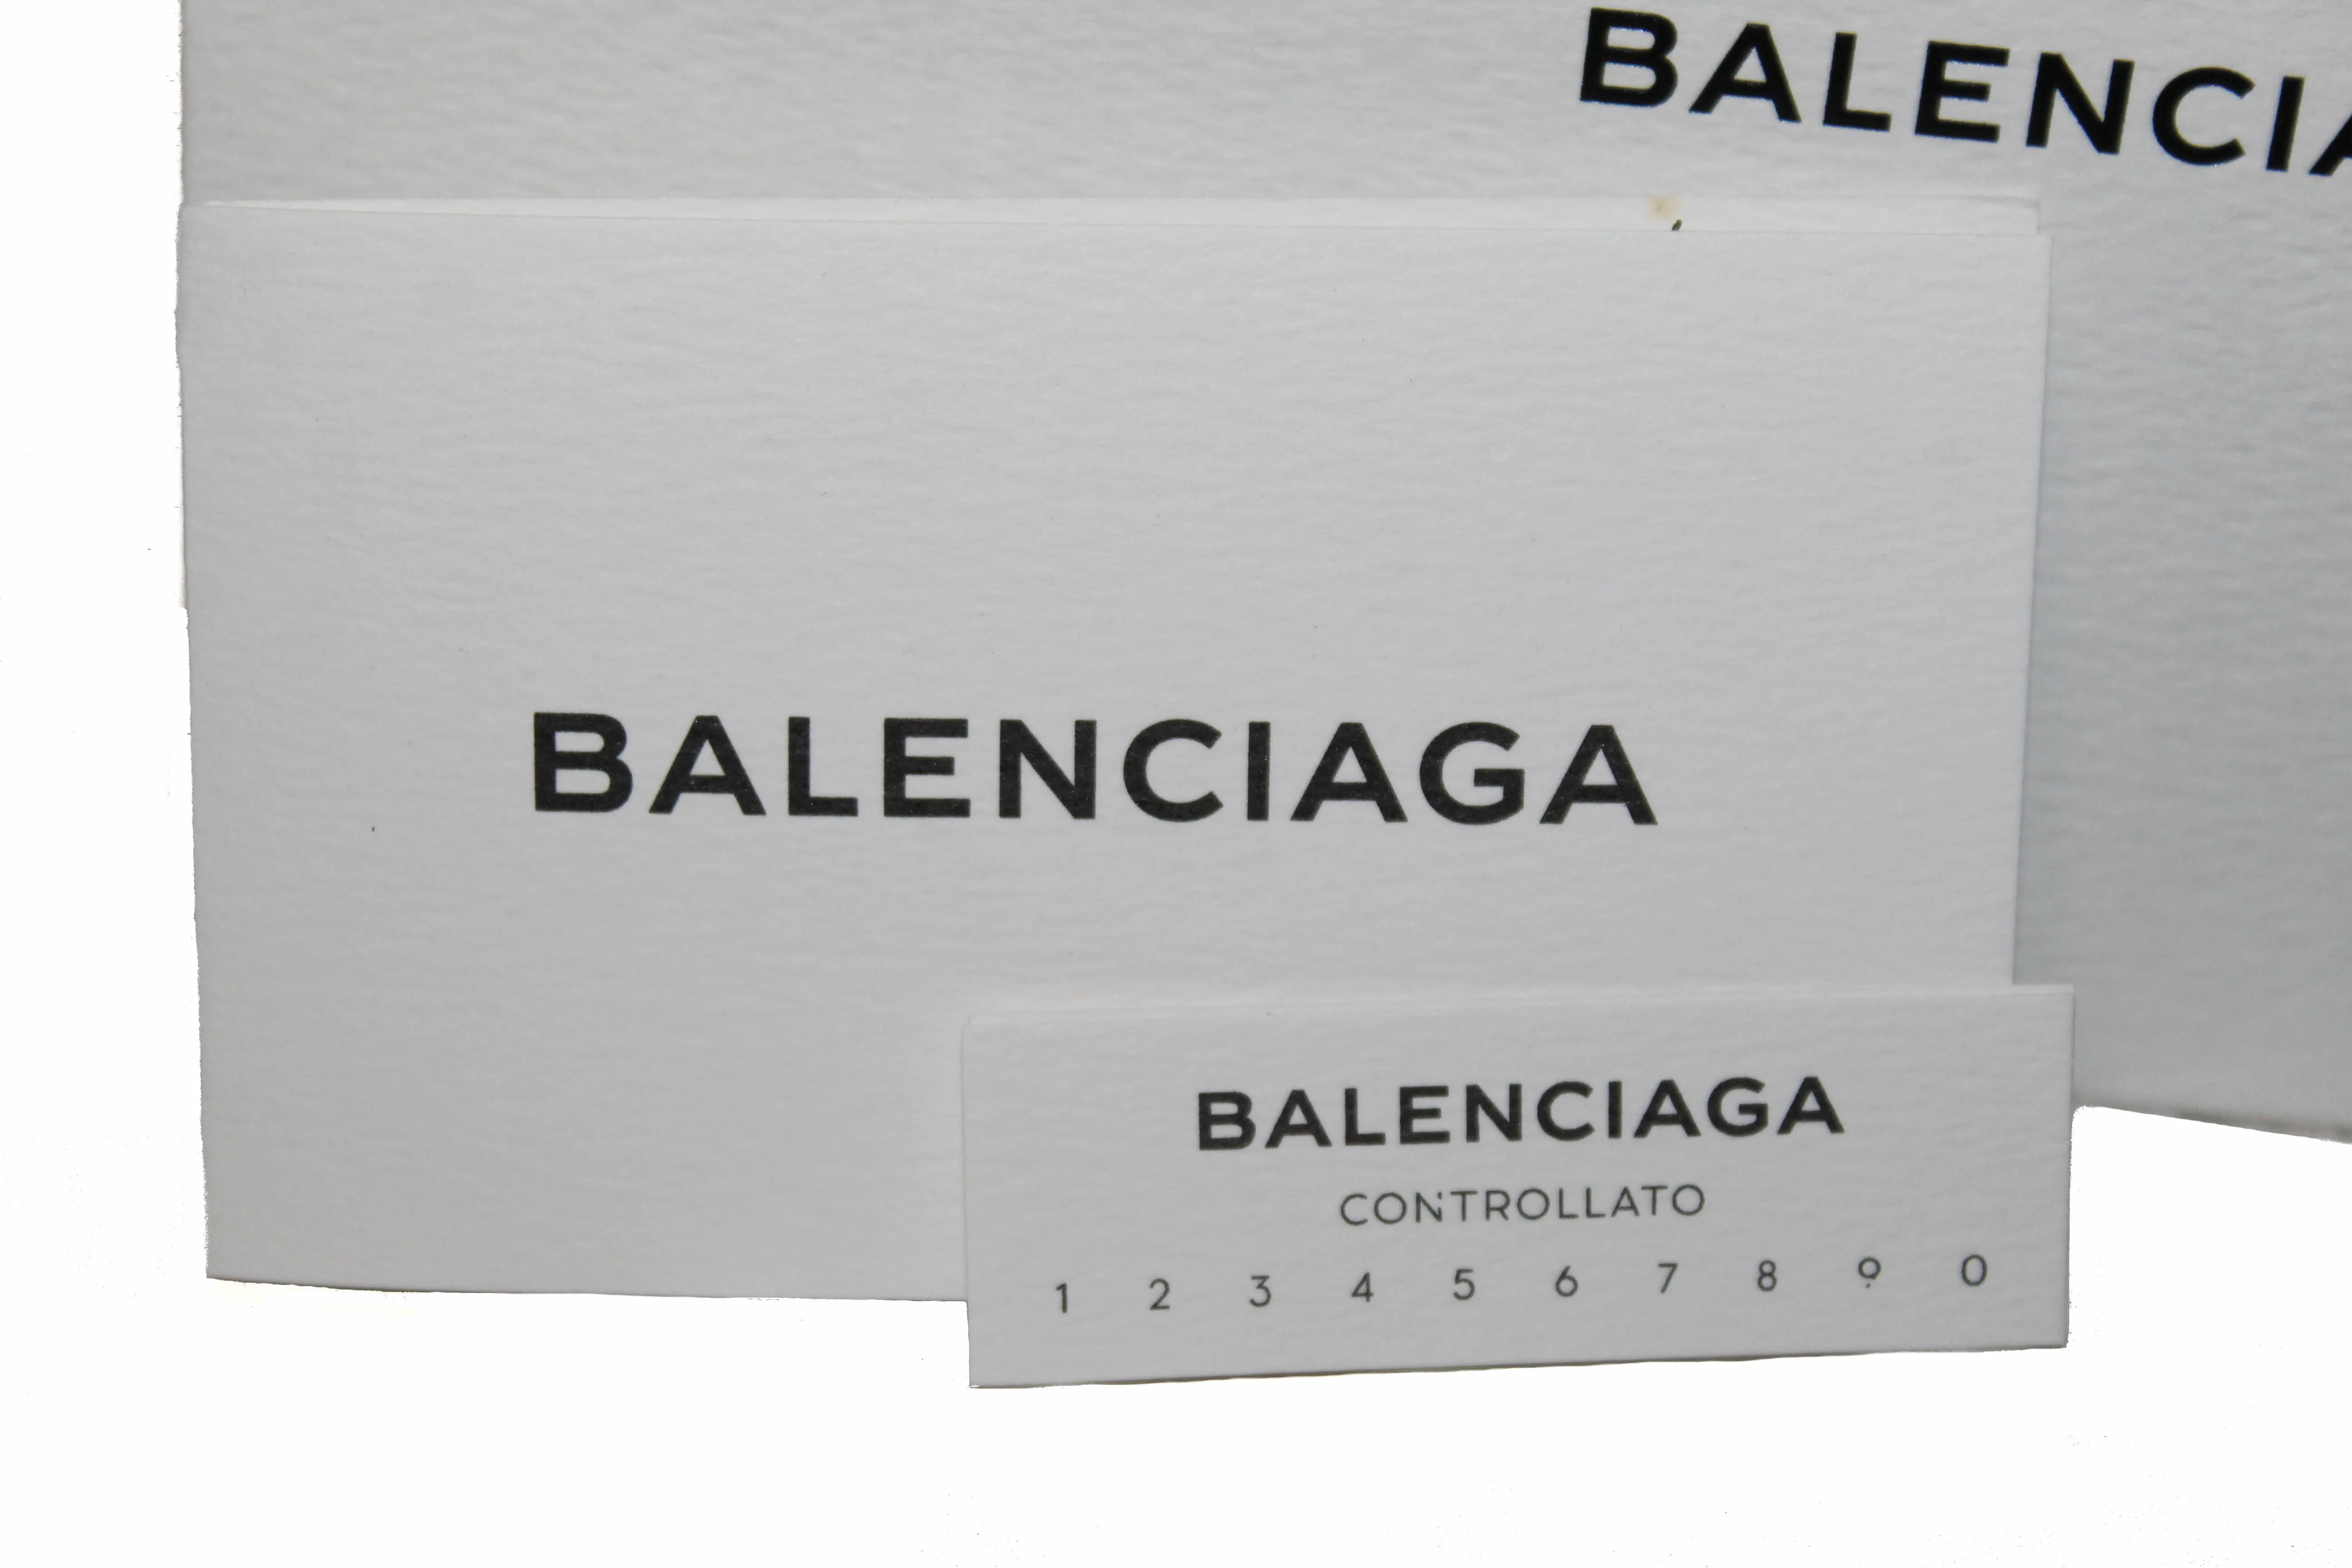 BALENCIA
BALENCIAGA
BALENCIAGA
CONTROLLATO
1 2 3 4 5 6 7 8 9 0